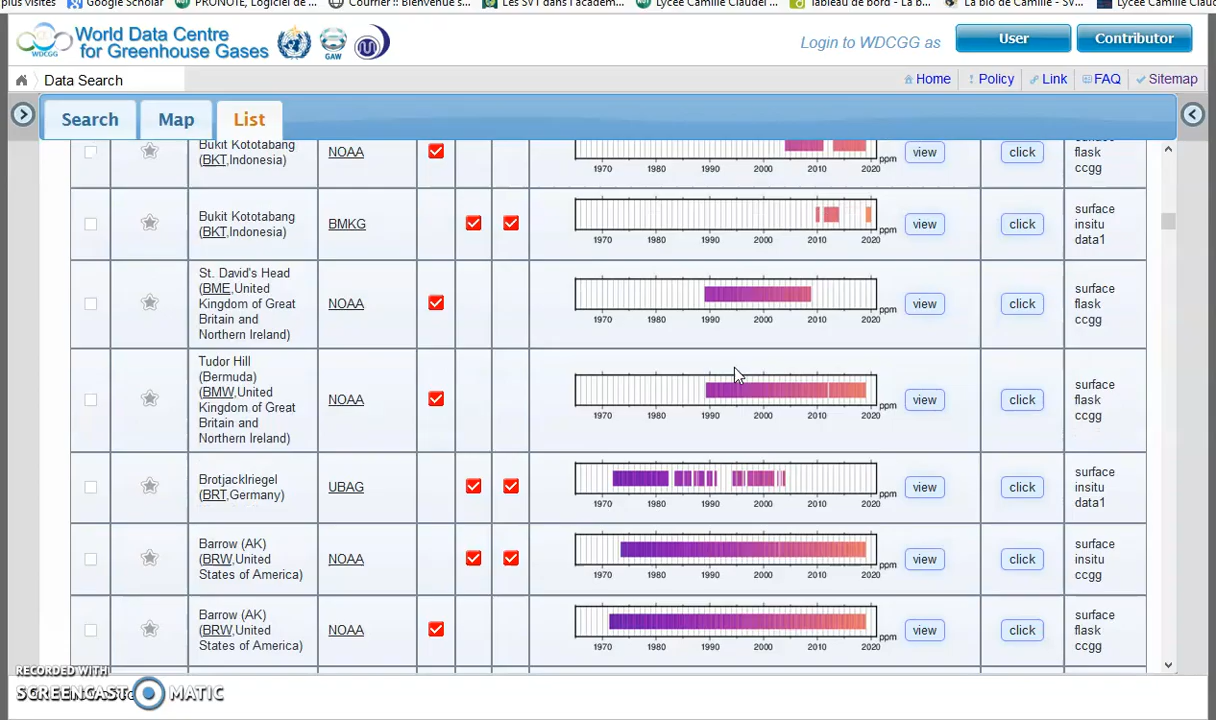 plus visites Google Scholar PRONOTE, Logiciel de ... Courrier :: Bienvenue s... Les SVT dans l'académ... Lycée Camille Claudel ... Tableau de bord - La b... La bio de Camille - SV... Lycée Camille Claud
World Data Centre
for Greenhouse Gases
WDCGG
GAW
Login to WDCGG as User Contributor
Data Search
Home Policy Link FAQ Sitemap
Search Map List
Bukit Kototabang
(BKT,Indonesia)
NOAA
1970 1980 1990 2000 2010 2020 ppm
view
click
surface
flask
ccgg
Bukit Kototabang
(BKT,Indonesia)
BMKG
1970 1980 1990 2000 2010 2020 ppm
view
click
surface
insitu
data1
St. David's Head
(BME,United
Kingdom of Great
Britain and
Northern Ireland)
NOAA
1970 1980 1990 2000 2010 2020 ppm
view
click
surface
flask
ccgg
Tudor Hill
(Bermuda)
(BMW,United
Kingdom of Great
Britain and
Northern Ireland)
NOAA
1970 1980 1990 2000 2010 2020 ppm
view
click
surface
flask
ccgg
Brotjacklriegel
(BRT,Germany)
UBAG
1970 1980 1990 2000 2010 2020 ppm
view
click
surface
insitu
data1
Barrow (AK)
(BRW,United
States of America)
NOAA
1970 1980 1990 2000 2010 2020 ppm
view
click
surface
insitu
ccgg
Barrow (AK)
(BRW,United
States of America)
NOAA
1970 1980 1990 2000 2010 2020 ppm
view
click
surface
flask
ccgg
RECORDED WITH
SCREENCAST MATIC